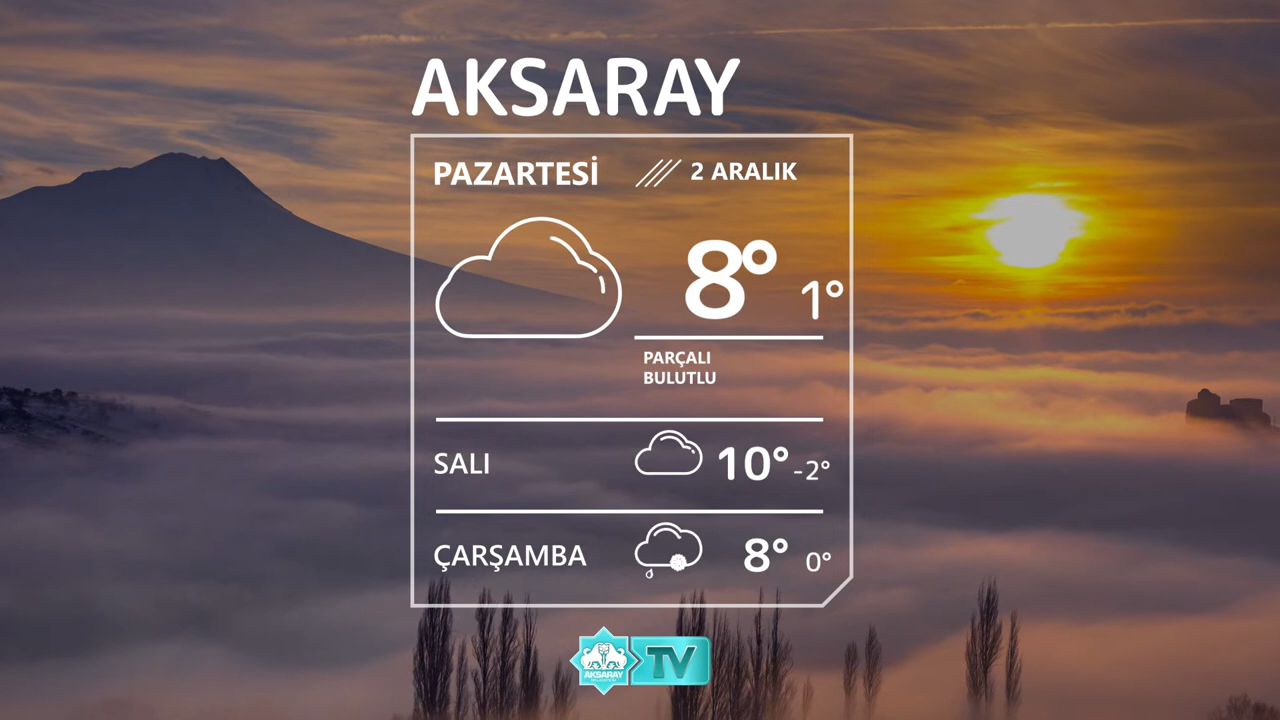 AKSARAY
PAZARTESİ 2 ARALIK
8° 1°
PARÇALI
BULUTLU
SALI 10° -2°
ÇARŞAMBA 8° 0°
AKSARAY TV